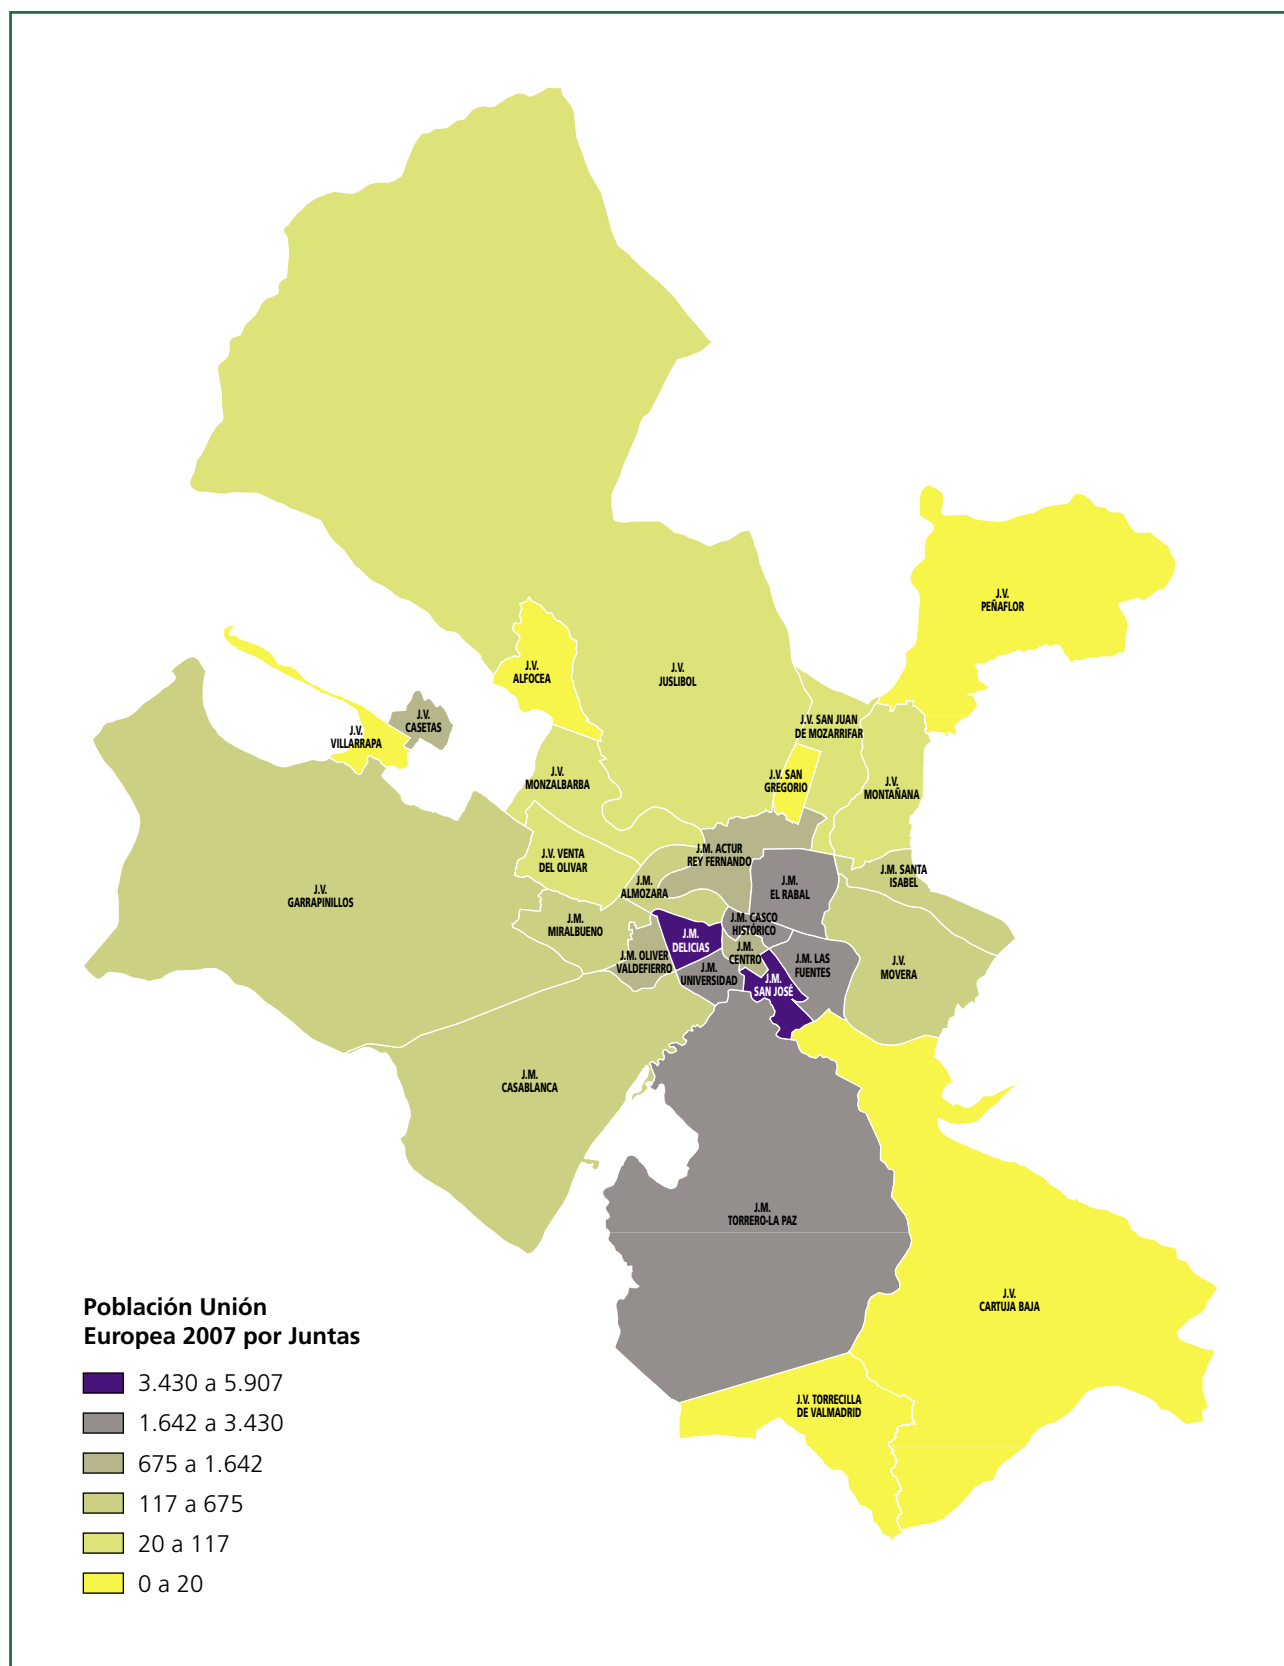 J.V.
PEÑAFLOR
J.V.
ALFOCEA
J.V.
JUSLIBOL
J.V.
CASETAS
J.V.
VILLARRAPA
J.V. SAN JUAN
DE MOZARRIFAR
J.V.
MONZALBARBA
J.V. SAN
GREGORIO
J.V.
MONTAÑANA
J.V. VENTA
DEL OLIVAR
J.M. ACTUR
REY FERNANDO
J.M. SANTA
ISABEL
J.M.
ALMOZARA
J.M.
EL RABAL
J.V.
GARRAPINILLOS
J.M.
MIRALBUENO
J.M. CASCO
HISTÓRICO
J.M.
DELICIAS
J.M. OLIVER
VALDEFIERRO
J.M.
CENTRO
J.M.
UNIVERSIDAD
J.M. LAS
FUENTES
J.V.
MOVERA
J.M.
SAN JOSÉ
J.M.
CASABLANCA
J.M.
TORRERO-LA PAZ
J.V.
CARTUJA BAJA
J.V. TORRECILLA
DE VALMADRID
Población Unión
Europea 2007 por Juntas
3.430 a 5.907
1.642 a 3.430
675 a 1.642
117 a 675
20 a 117
0 a 20